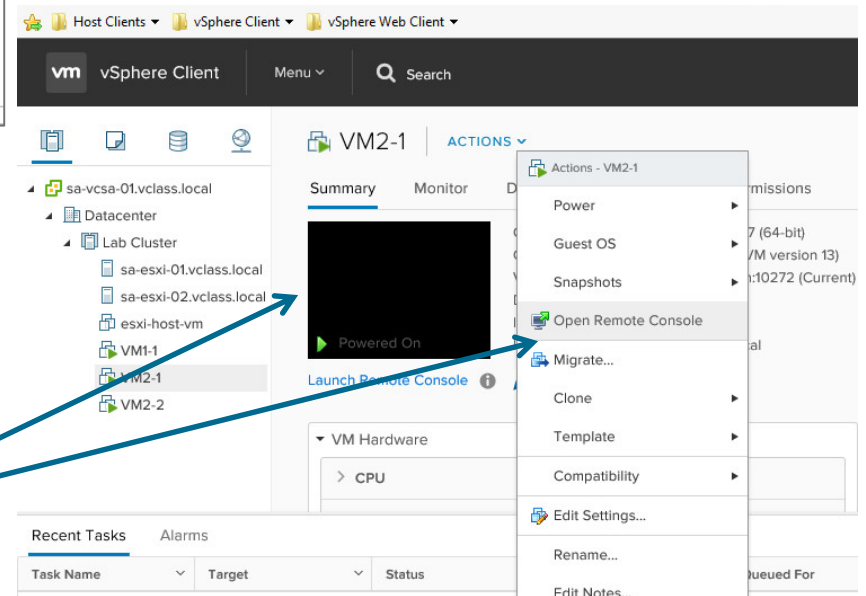 Host Clients vSphere Client vSphere Web Client
vm vSphere Client Menu Search
VM2-1 ACTIONS
Actions - VM2-1
sa-vcsa-01.vclass.local
Datacenter
Lab Cluster
sa-esxi-01.vclass.local
sa-esxi-02.vclass.local
esxi-host-vm
VM1-1
VM2-1
VM2-2
Summary Monitor D
rmissions
Powered On
Launch Remote Console
7 (64-bit)
VM version 13)
:10272 (Current)
al
VM Hardware
CPU
Power
Guest OS
Snapshots
Open Remote Console
Migrate...
Clone
Template
Compatibility
Edit Settings...
Rename...
Edit Notes...
Recent Tasks Alarms
Task Name Target Status Queued For